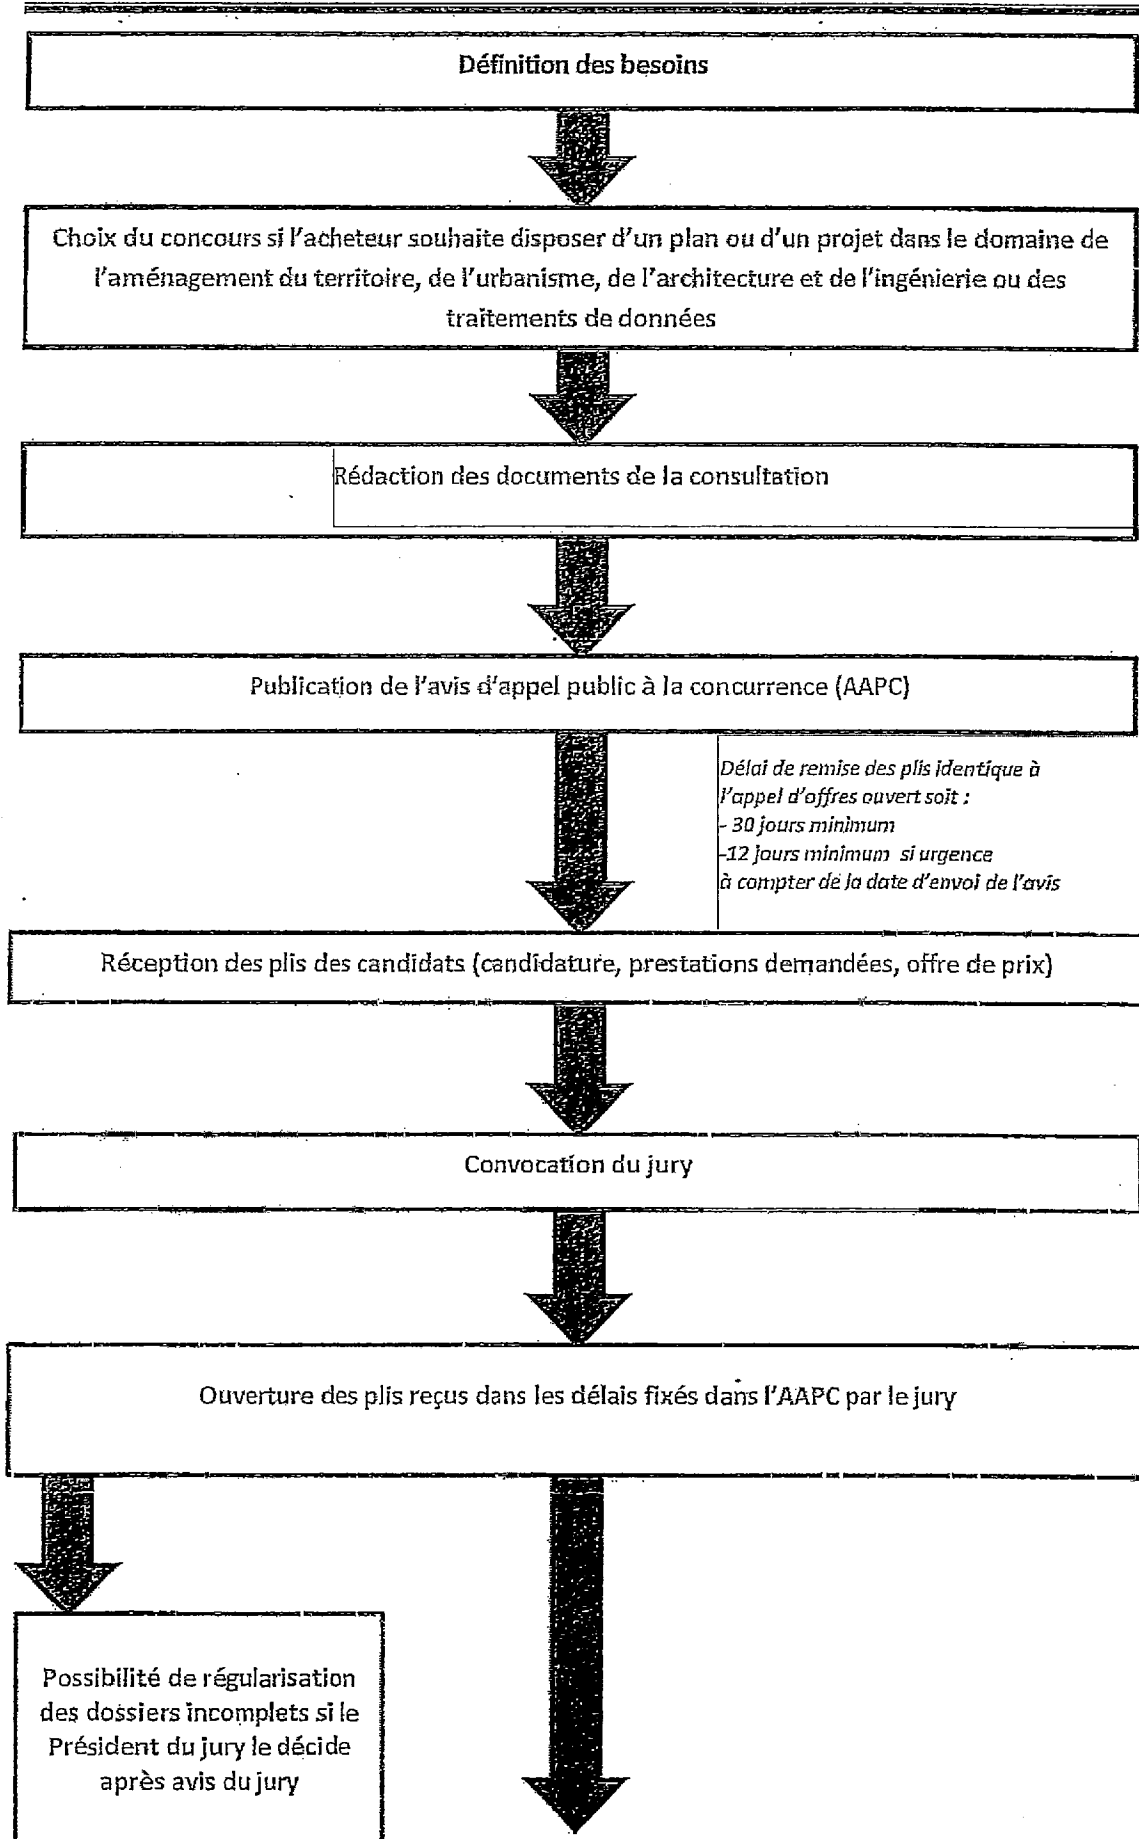 Définition des besoins
Choix du concours si l'acheteur souhaite disposer d'un plan ou d'un projet dans le domaine de
l'aménagement du territoire, de l'urbanisme, de l'architecture et de l'ingénierie ou des
traitements de données
Rédaction des documents de la consultation
Publication de l'avis d'appel public à la concurrence (AAPC)
Délai de remise des plis identique à
l'appel d'offres ouvert soit :
- 30 jours minimum
-12 jours minimum si urgence
à compter de la date d'envoi de l'avis
Réception des plis des candidats (candidature, prestations demandées, offre de prix)
Convocation du jury
Ouverture des plis reçus dans les délais fixés dans l'AAPC par le jury
Possibilité de régularisation
des dossiers incomplets si le
Président du jury le décide
après avis du jury